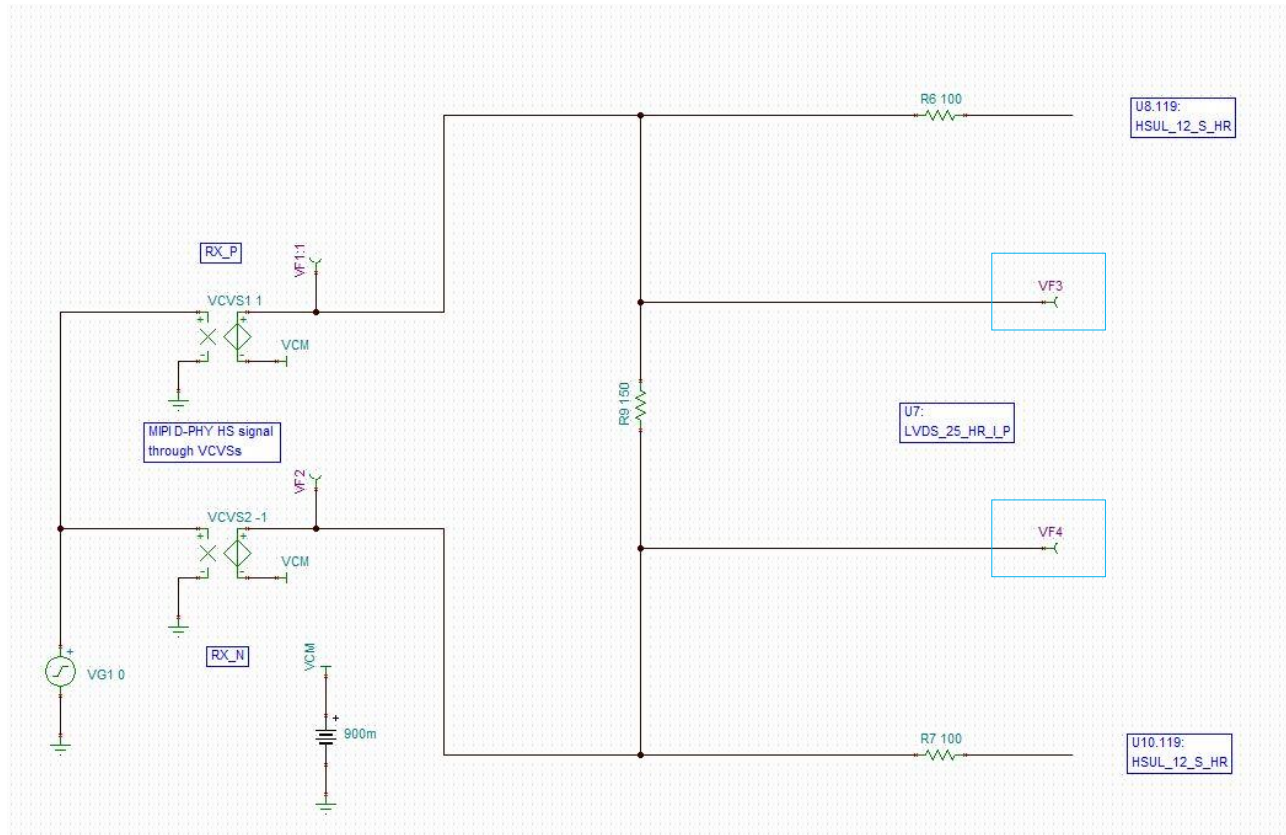 R6 100
U8.119:
HSUL_12_S_HR
RX_P
VF1:1
VCVS1 1
VCM
VF3
R9 150
U7:
LVDS_25_HR_I_P
MIPI D-PHY HS signal
through VCVSs
VF2
VCVS2 -1
VCM
VF4
RX_N
VCM
VG1 0
900m
R7 100
U10.119:
HSUL_12_S_HR